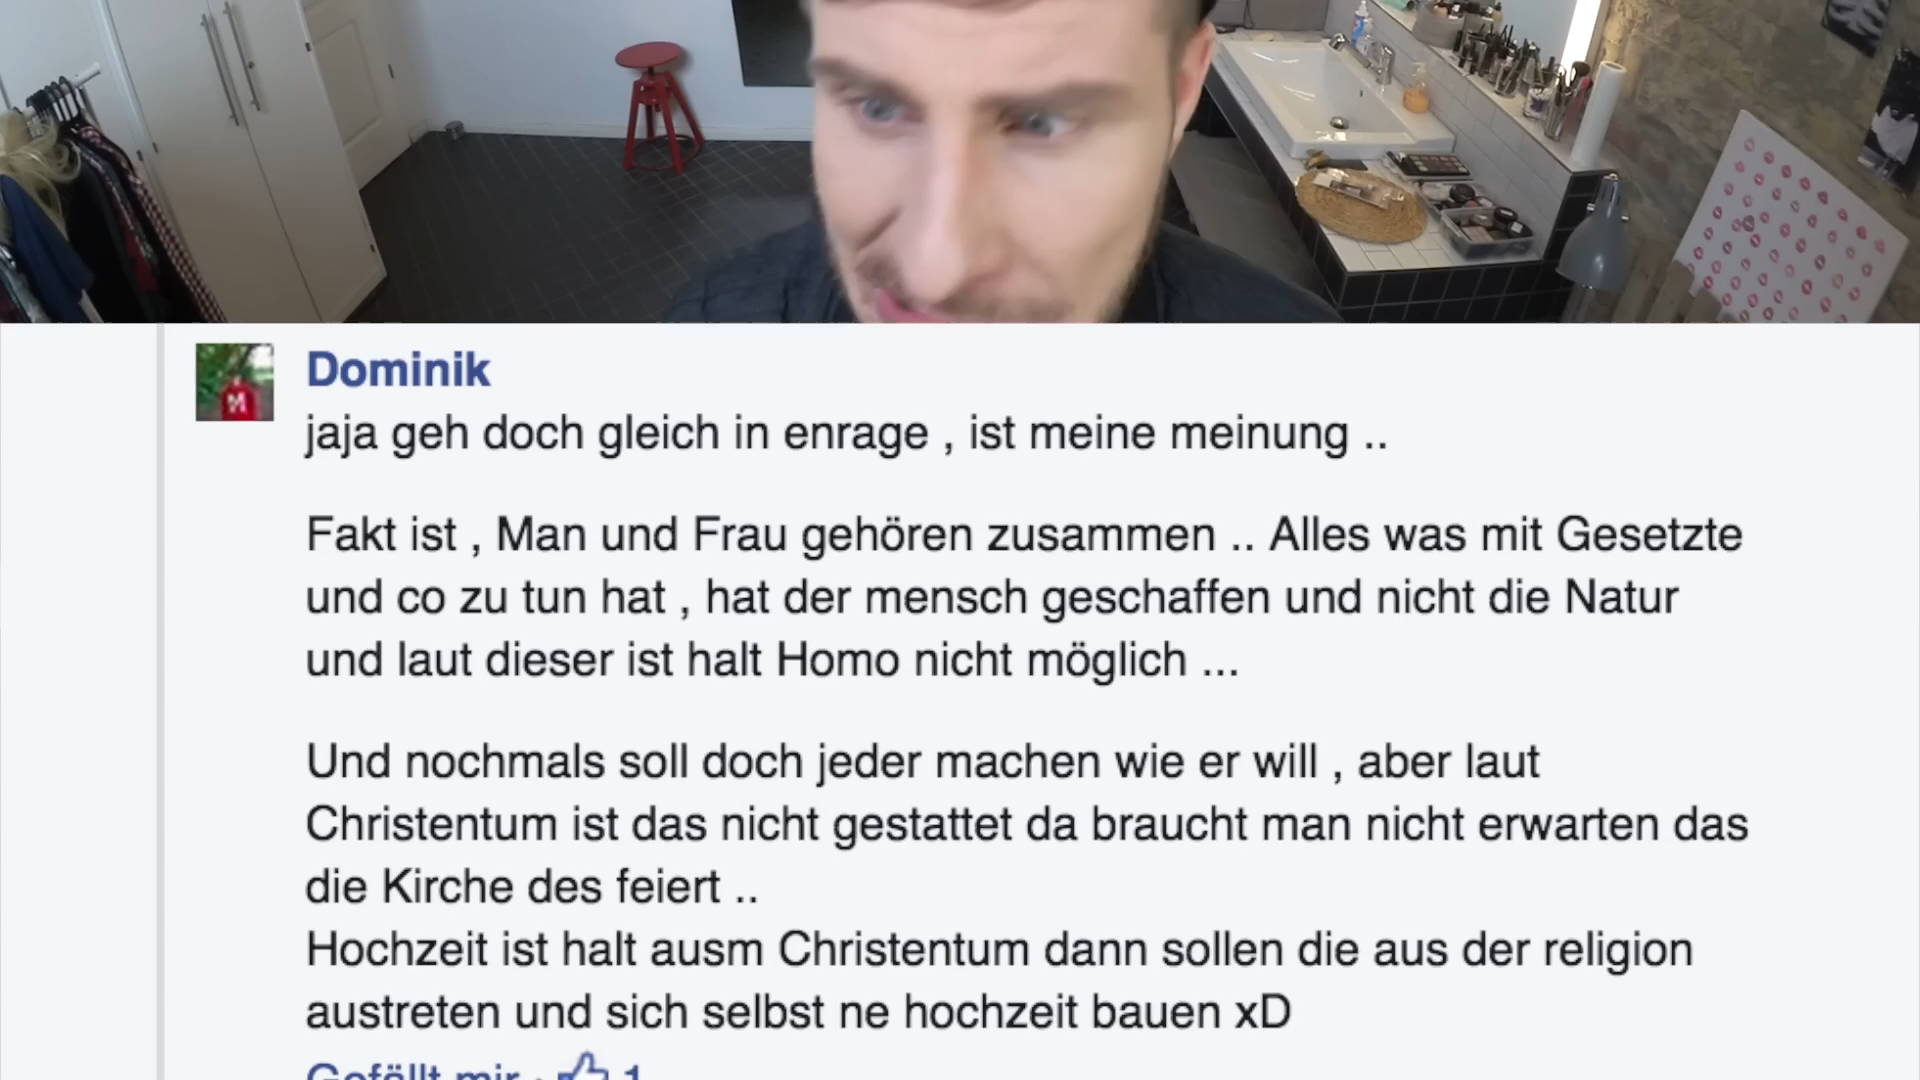 Dominik
jaja geh doch gleich in enrage , ist meine meinung ..
Fakt ist , Man und Frau gehören zusammen .. Alles was mit Gesetzte
und co zu tun hat , hat der mensch geschaffen und nicht die Natur
und laut dieser ist halt Homo nicht möglich ...
Und nochmals soll doch jeder machen wie er will , aber laut
Christentum ist das nicht gestattet da braucht man nicht erwarten das
die Kirche des feiert ..
Hochzeit ist halt ausm Christentum dann sollen die aus der religion
austreten und sich selbst ne hochzeit bauen xD
Gefällt mir · 1